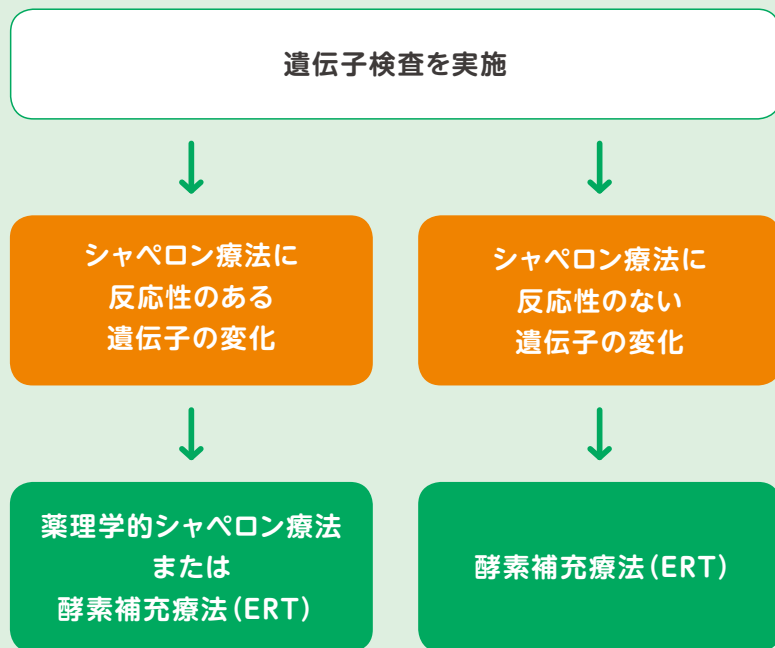 遺伝子検査を実施
シャペロン療法に
反応性のある
遺伝子の変化
シャペロン療法に
反応性のない
遺伝子の変化
薬理学的シャペロン療法
または
酵素補充療法(ERT)
酵素補充療法(ERT)